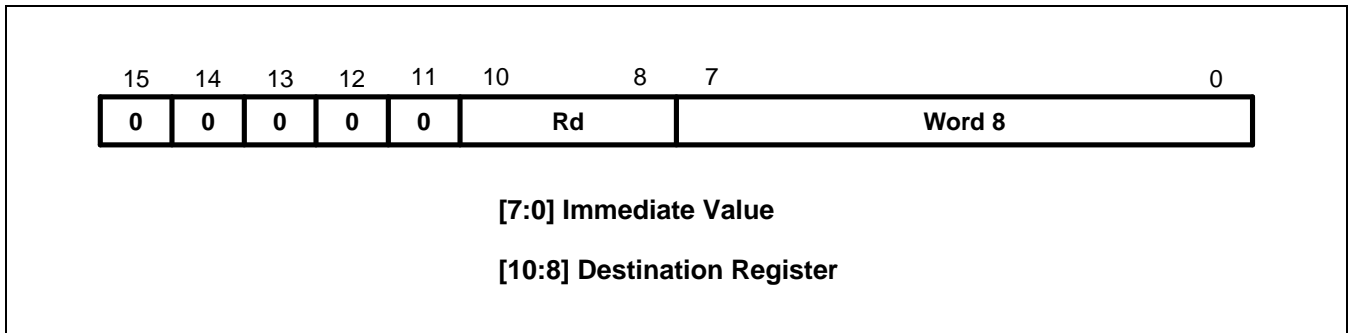 15 14 13 12 11 10 8 7 0
0 0 0 0 0 Rd Word 8
[7:0] Immediate Value
[10:8] Destination Register